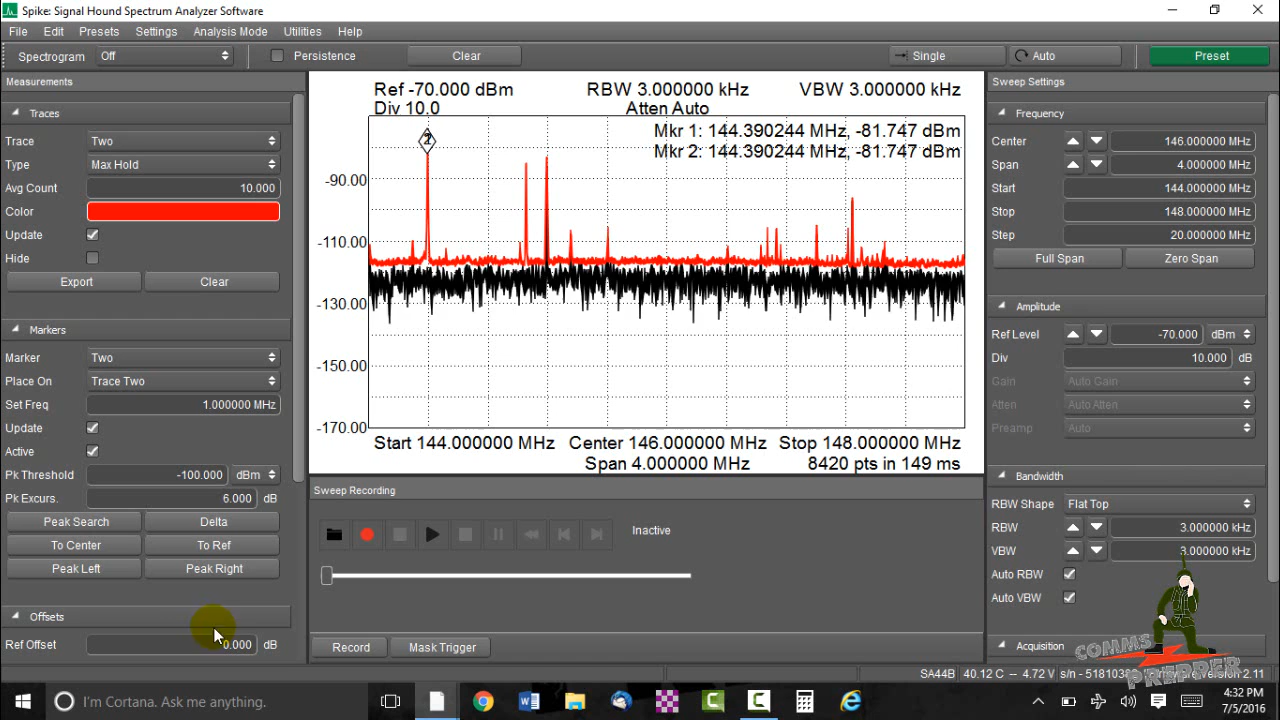 Spike: Signal Hound Spectrum Analyzer Software
File Edit Presets Settings Analysis Mode Utilities Help
Spectrogram Off Persistence Clear Single Auto Preset
Measurements
Traces
Trace Two
Type Max Hold
Avg Count 10.000
Color
Update
Hide
Export Clear
Markers
Marker Two
Place On Trace Two
Set Freq 1.000000 MHz
Update
Active
Pk Threshold -100.000 dBm
Pk Excurs. 6.000 dB
Peak Search Delta
To Center To Ref
Peak Left Peak Right
Offsets
Ref Offset 0.000 dB
Ref -70.000 dBm RBW 3.000000 kHz VBW 3.000000 kHz
Div 10.0 Atten Auto
Mkr 1: 144.390244 MHz, -81.747 dBm
Mkr 2: 144.390244 MHz, -81.747 dBm
2
-90.00
-110.00
-130.00
-150.00
-170.00
Start 144.000000 MHz Center 146.000000 MHz Stop 148.000000 MHz
Span 4.000000 MHz 8420 pts in 149 ms
Sweep Recording
Inactive
Record Mask Trigger
Sweep Settings
Frequency
Center 146.000000 MHz
Span 4.000000 MHz
Start 144.000000 MHz
Stop 148.000000 MHz
Step 20.000000 MHz
Full Span Zero Span
Amplitude
Ref Level -70.000 dBm
Div 10.000 dB
Gain Auto Gain
Atten Auto Atten
Preamp Auto
Bandwidth
RBW Shape Flat Top
RBW 3.000000 kHz
VBW 3.000000 kHz
Auto RBW
Auto VBW
Acquisition
COMMS
PREPPER
SA44B 40.12 C -- 4.72 V s/n - 5181033 2.11
I'm Cortana. Ask me anything.
4:32 PM
7/5/2016